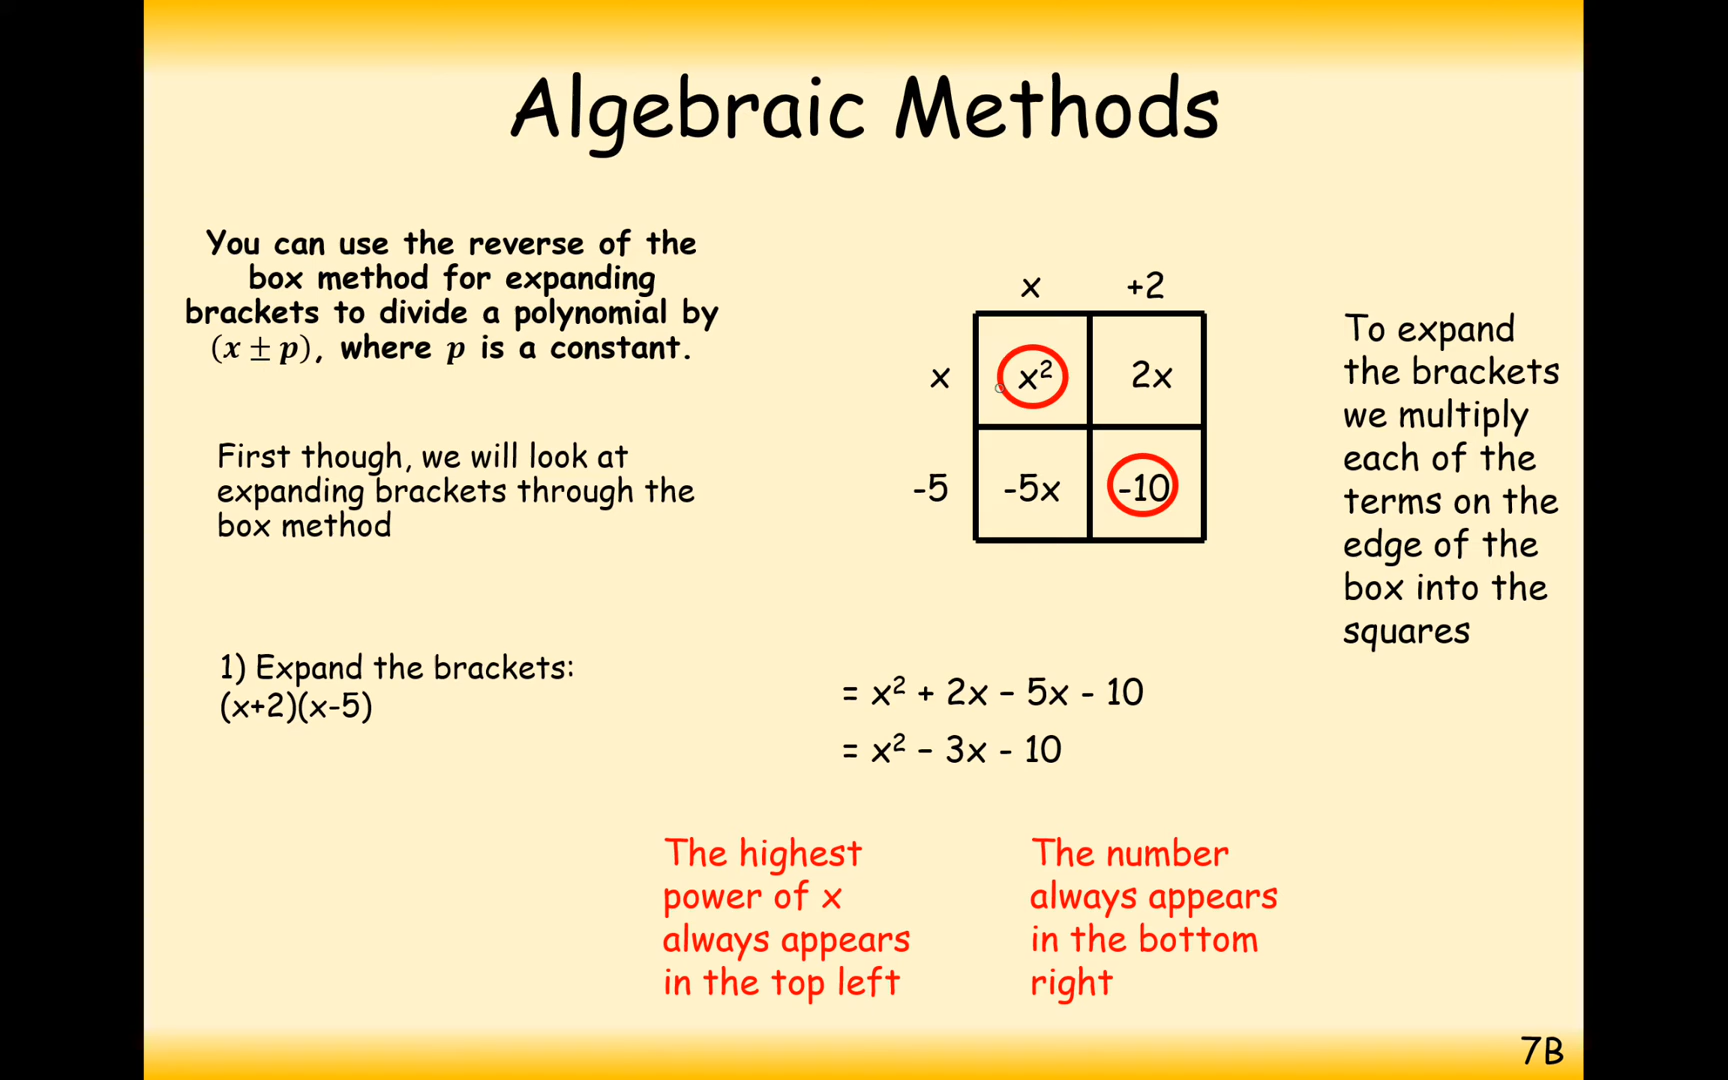 Algebraic Methods
You can use the reverse of the
box method for expanding
brackets to divide a polynomial by
(x ± p), where p is a constant.
First though, we will look at
expanding brackets through the
box method
1) Expand the brackets:
(x+2)(x-5)
x +2
x x² 2x
-5 -5x -10
= x² + 2x – 5x - 10
= x² – 3x - 10
To expand
the brackets
we multiply
each of the
terms on the
edge of the
box into the
squares
The highest
power of x
always appears
in the top left
The number
always appears
in the bottom
right
7B